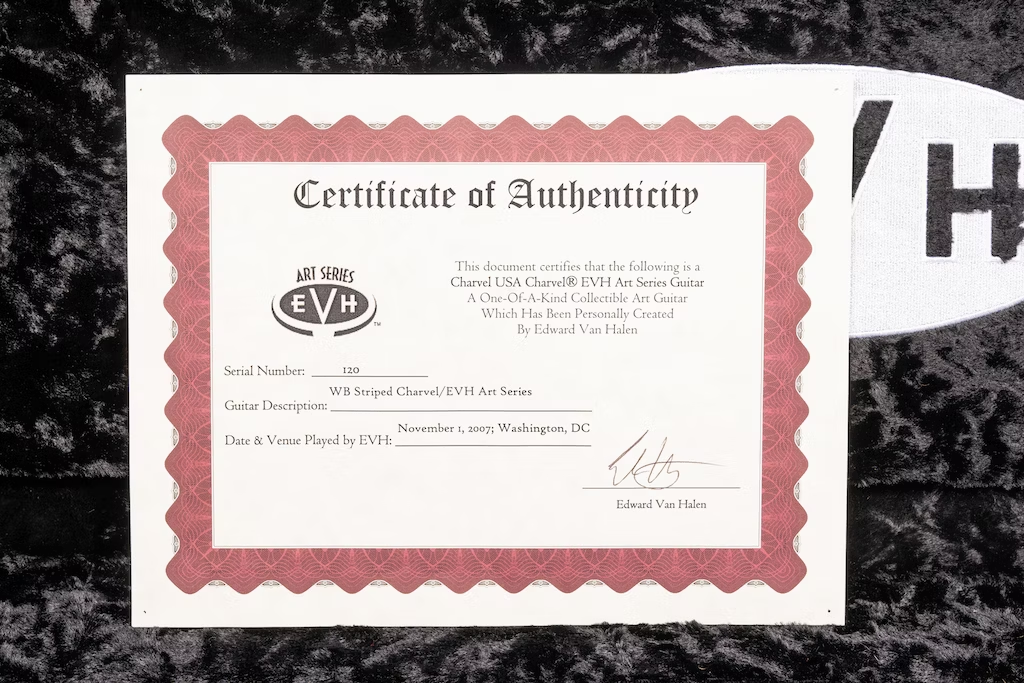 Certificate of Authenticity
ART SERIES
EVH
™
This document certifies that the following is a
Charvel USA Charvel® EVH Art Series Guitar
A One-Of-A-Kind Collectible Art Guitar
Which Has Been Personally Created
By Edward Van Halen
Serial Number: 120
Guitar Description: WB Striped Charvel/EVH Art Series
Date & Venue Played by EVH: November 1, 2007; Washington, DC
Edward Van Halen
VH